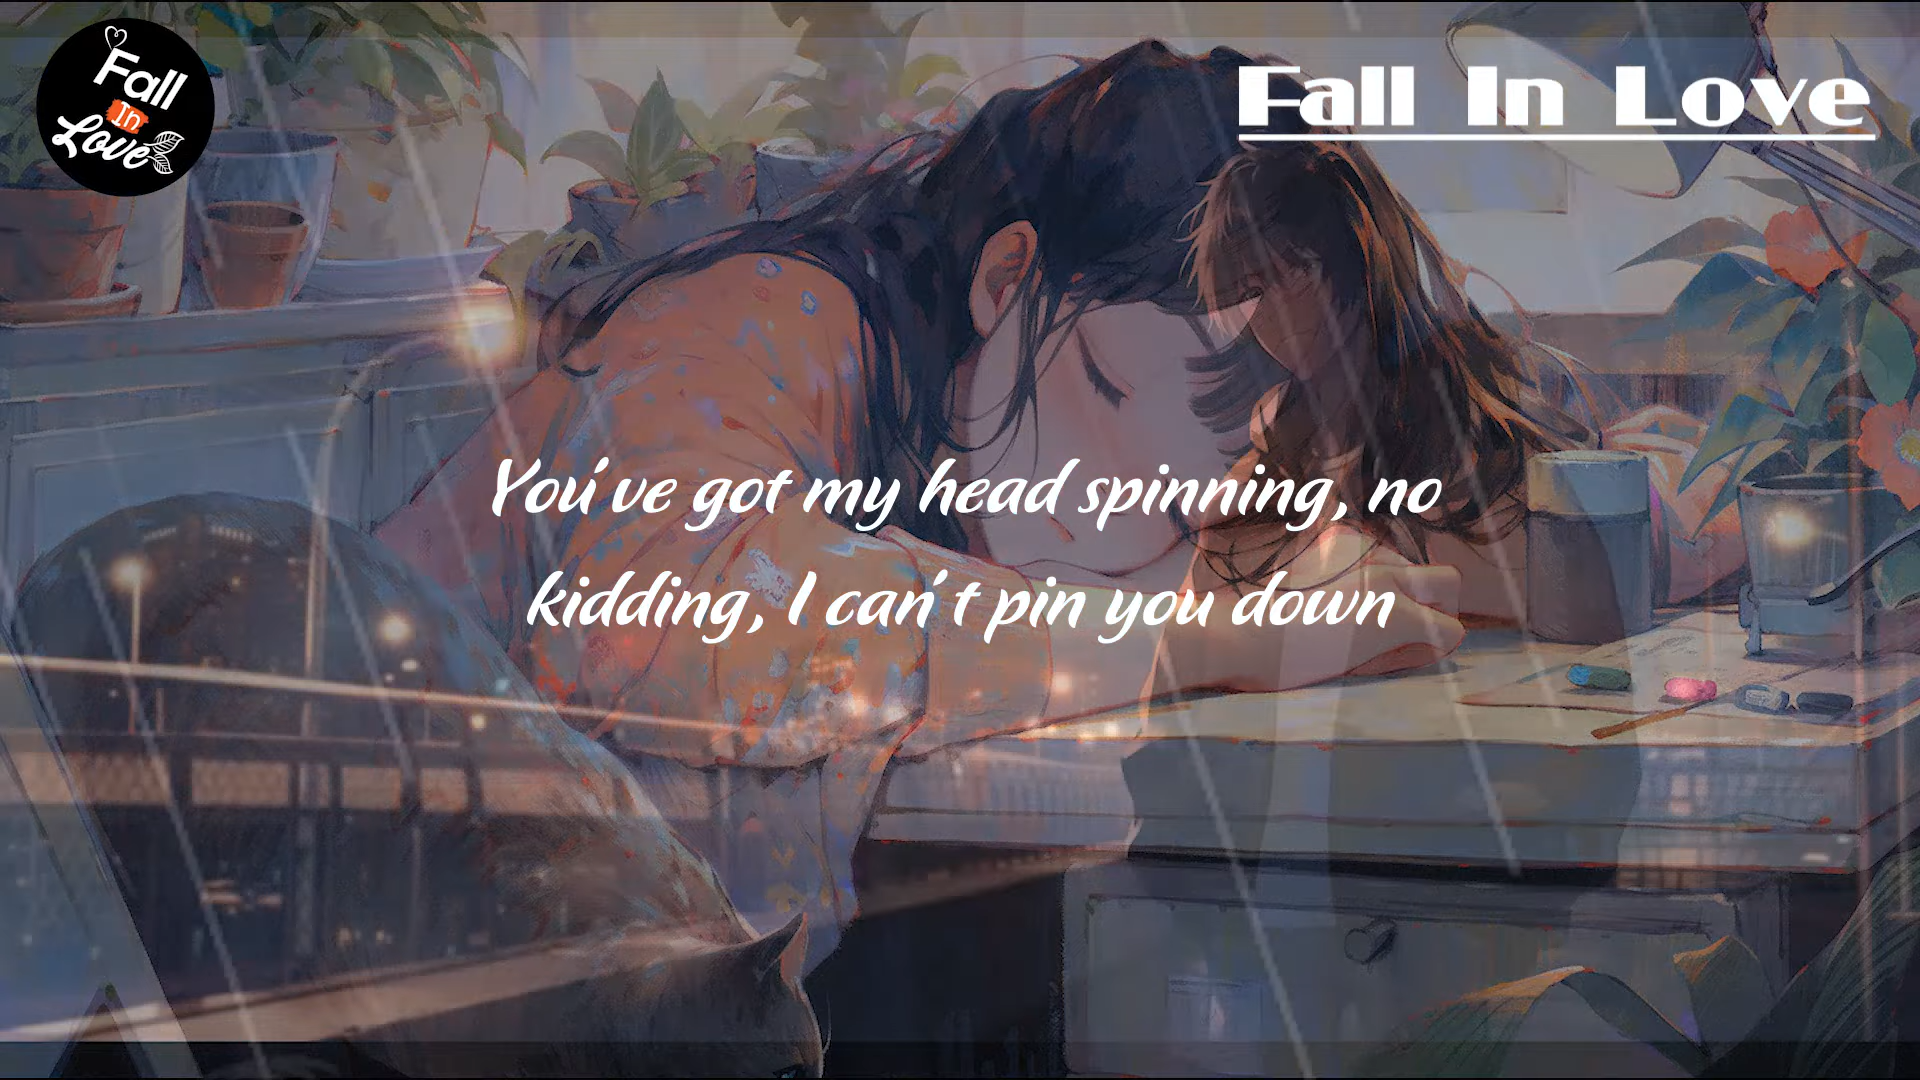 Fall
In
Love
Fall In Love
You've got my head spinning, no
kidding, I can't pin you down